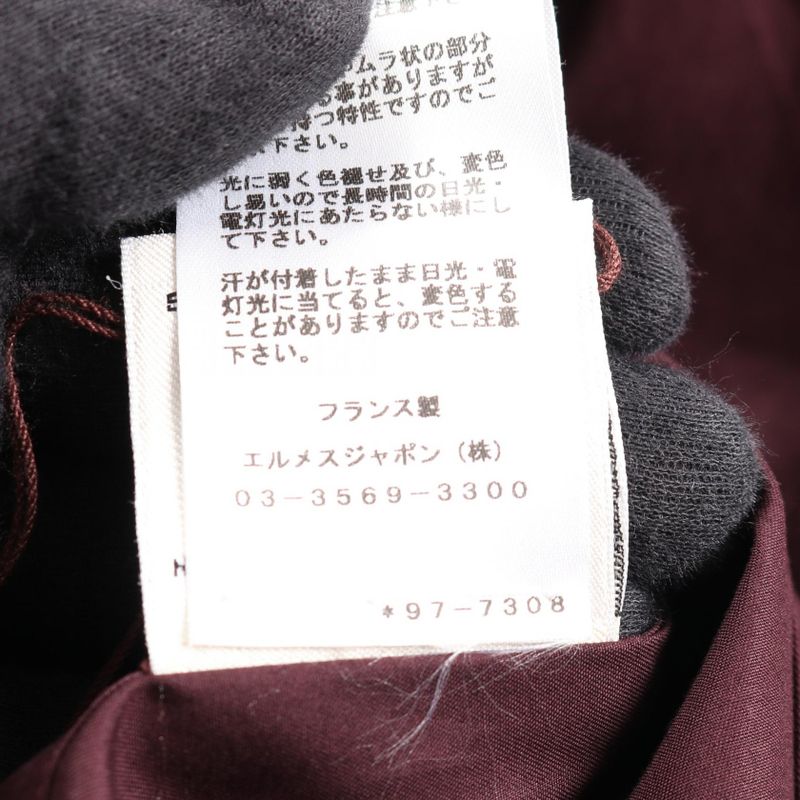 ムラ状の部分
る事がありますが
持つ特性ですのでご
下さい。
光に弱く色褪せ及び、変色
し易いので長時間の日光・
電灯光にあたらない様にし
て下さい。
汗が付着したまま日光・電
灯光に当てると、変色する
ことがありますのでご注意
下さい。
フランス製
エルメスジャポン（株）
03-3569-3300
H
*97-7308